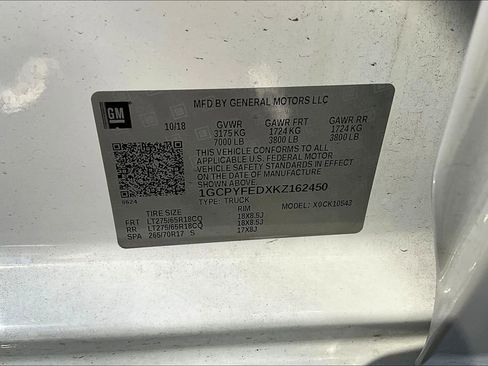 MFD BY GENERAL MOTORS LLC
GM
10/18
GVWR GAWR FRT GAWR RR
3175 KG 1724 KG 1724 KG
7000 LB 3800 LB 3800 LB
THIS VEHICLE CONFORMS TO ALL
APPLICABLE U.S. FEDERAL MOTOR
VEHICLE SAFETY STANDARDS IN EFFECT
ON THE DATE OF MANUFACTURE
SHOWN ABOVE.
1GCPYFEDXKZ162450
TYPE: TRUCK MODEL: X0CK10543
0624
TIRE SIZE RIM
FRT LT275/65R18CQ 18X8.5J
RR LT275/65R18CQ 18X8.5J
SPA 265/70R17 S 17X8J